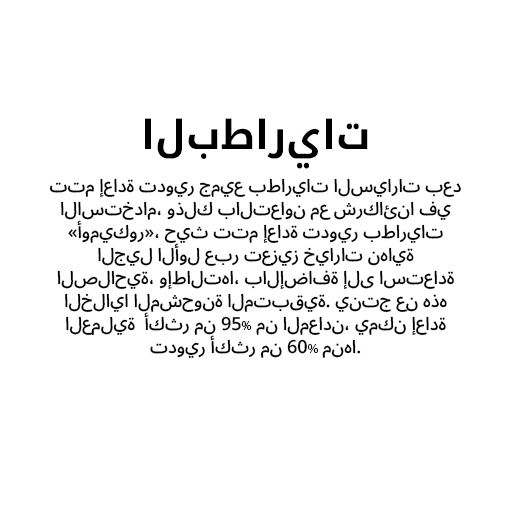 البطاريات
تتم إعادة تدوير جميع بطاريات السيارات بعد
الاستخدام، وذلك بالتعاون مع شركائنا في
«أوميكور»، حيث تتم إعادة تدوير بطاريات
الجيل الأول عبر تعزيز خيارات نهاية
الصلاحية، وإطالتها، بالإضافة إلى استعادة
الخلايا المشحونة المتبقية. ينتج عن هذه
العملية أكثر من 95% من المعادن، يمكن إعادة
تدوير أكثر من 60% منها.